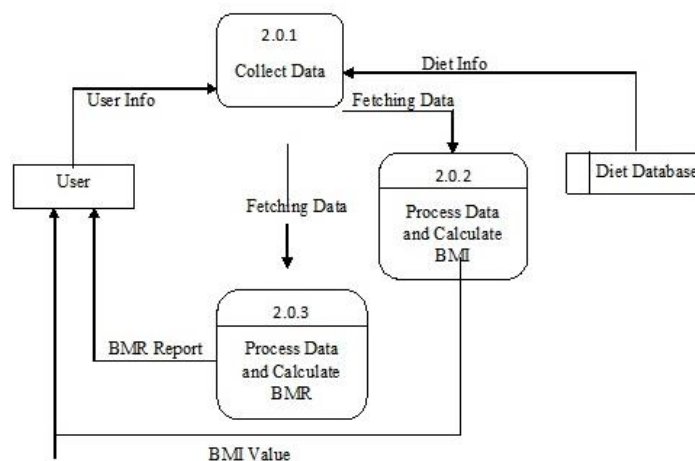 2.0.1
Collect Data
Diet Info
User Info
Fetching Data
User
2.0.2
Process Data
and Calculate
BMI
Diet Database
Fetching Data
2.0.3
Process Data
and Calculate
BMR
BMR Report
BMI Value